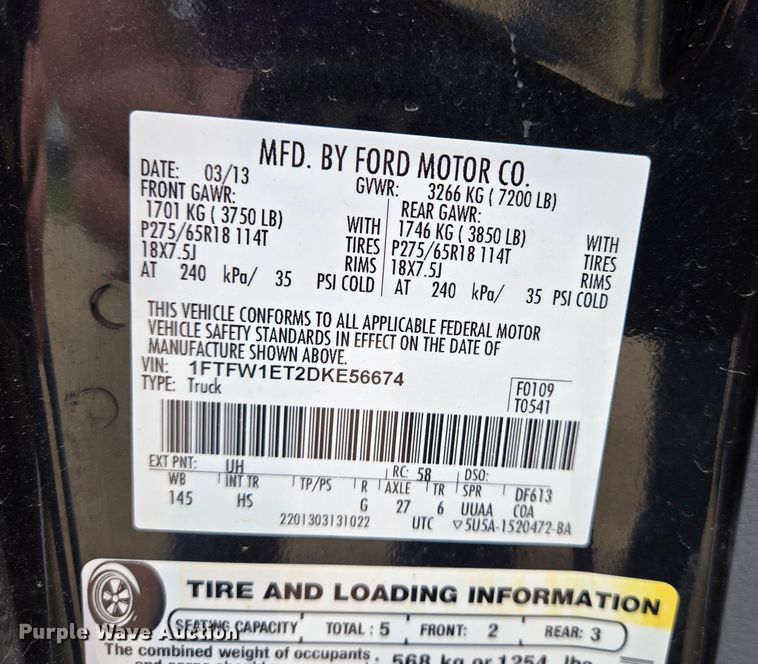 MFD. BY FORD MOTOR CO.
DATE: 03/13 GVWR: 3266 KG ( 7200 LB)
FRONT GAWR: REAR GAWR:
1701 KG ( 3750 LB) WITH 1746 KG ( 3850 LB) WITH
P275/65R18 114T TIRES P275/65R18 114T TIRES
18X7.5J RIMS 18X7.5J RIMS
AT 240 kPa/ 35 PSI COLD AT 240 kPa/ 35 PSI COLD
THIS VEHICLE CONFORMS TO ALL APPLICABLE FEDERAL MOTOR
VEHICLE SAFETY STANDARDS IN EFFECT ON THE DATE OF
MANUFACTURE SHOWN ABOVE.
VIN: 1FTFW1ET2DKE56674
TYPE: Truck F0109
T0541
EXT PNT: UH RC: 58 DSO:
WB INT TR TP/PS R AXLE TR SPR DF613
145 HS G 27 6 UUAA COA
2201303131022 UTC ▽5U5A-1520472-BA
TIRE AND LOADING INFORMATION
SEATING CAPACITY TOTAL : 5 FRONT: 2 REAR: 3
The combined weight of occupants
568 kg or 1254 lbs
Purple Wave Auction